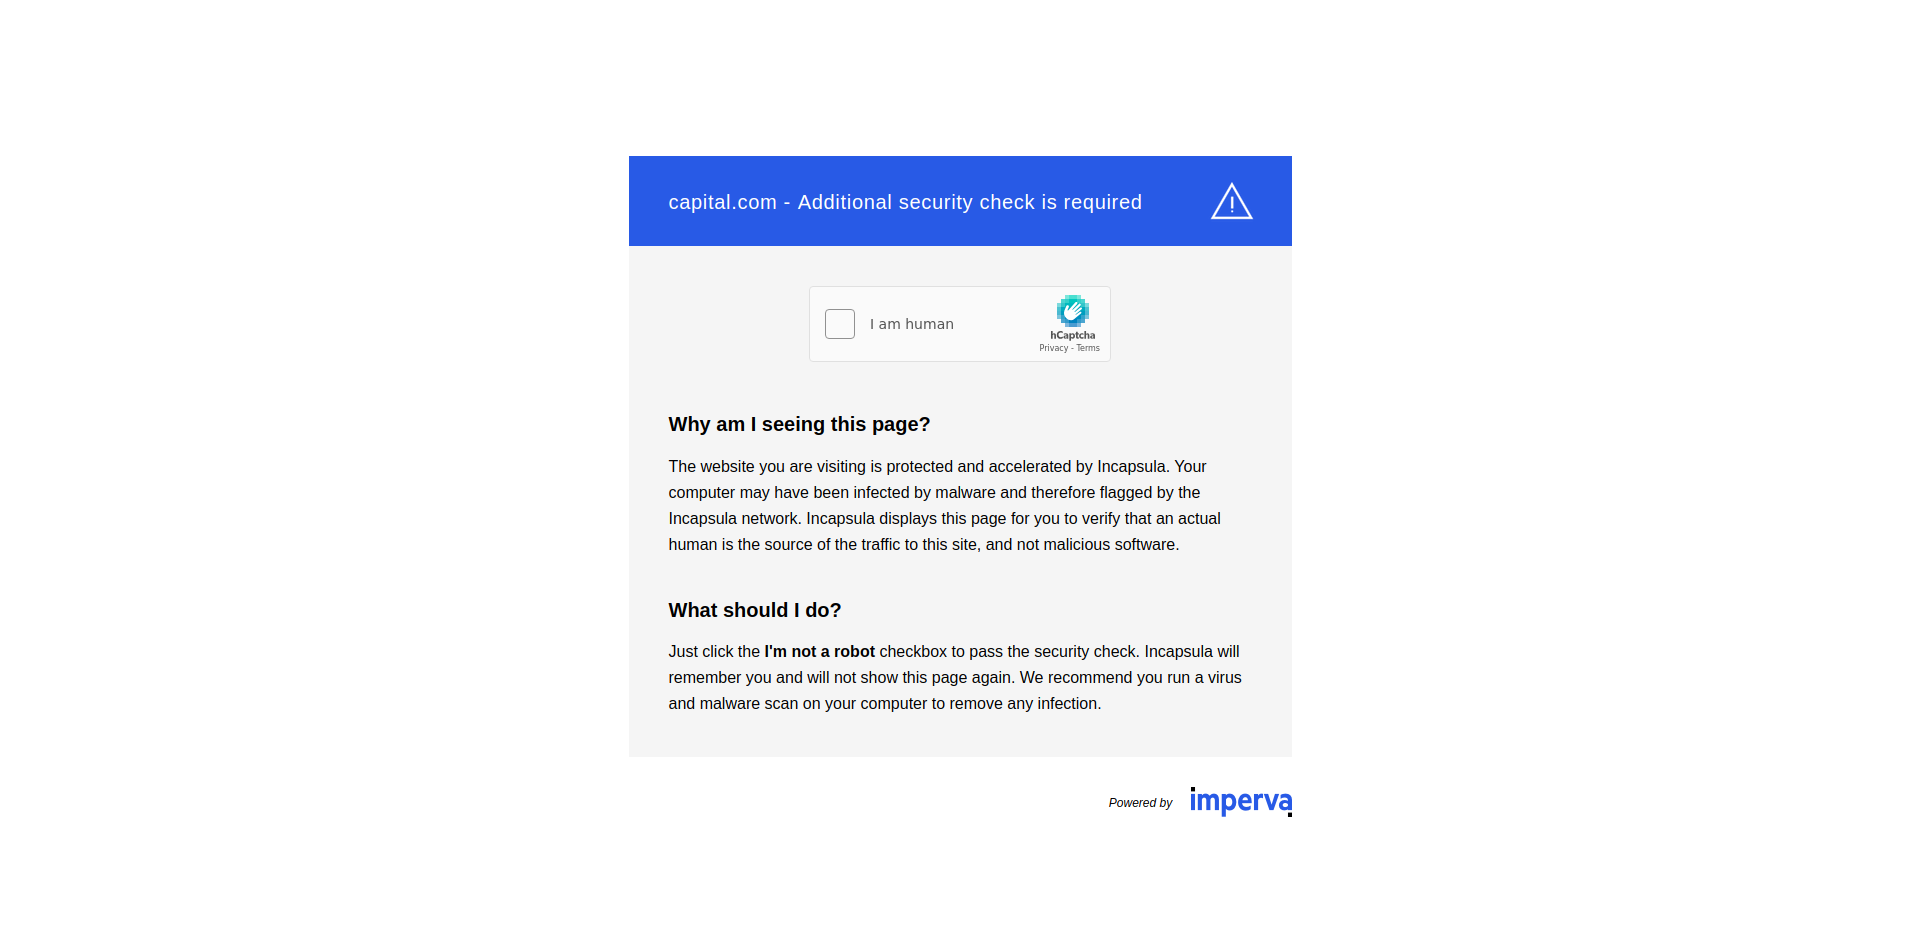 capital.com - Additional security check is required
I am human
hCaptcha
Privacy - Terms
Why am I seeing this page?
The website you are visiting is protected and accelerated by Incapsula. Your
computer may have been infected by malware and therefore flagged by the
Incapsula network. Incapsula displays this page for you to verify that an actual
human is the source of the traffic to this site, and not malicious software.
What should I do?
Just click the I'm not a robot checkbox to pass the security check. Incapsula will
remember you and will not show this page again. We recommend you run a virus
and malware scan on your computer to remove any infection.
Powered by imperva